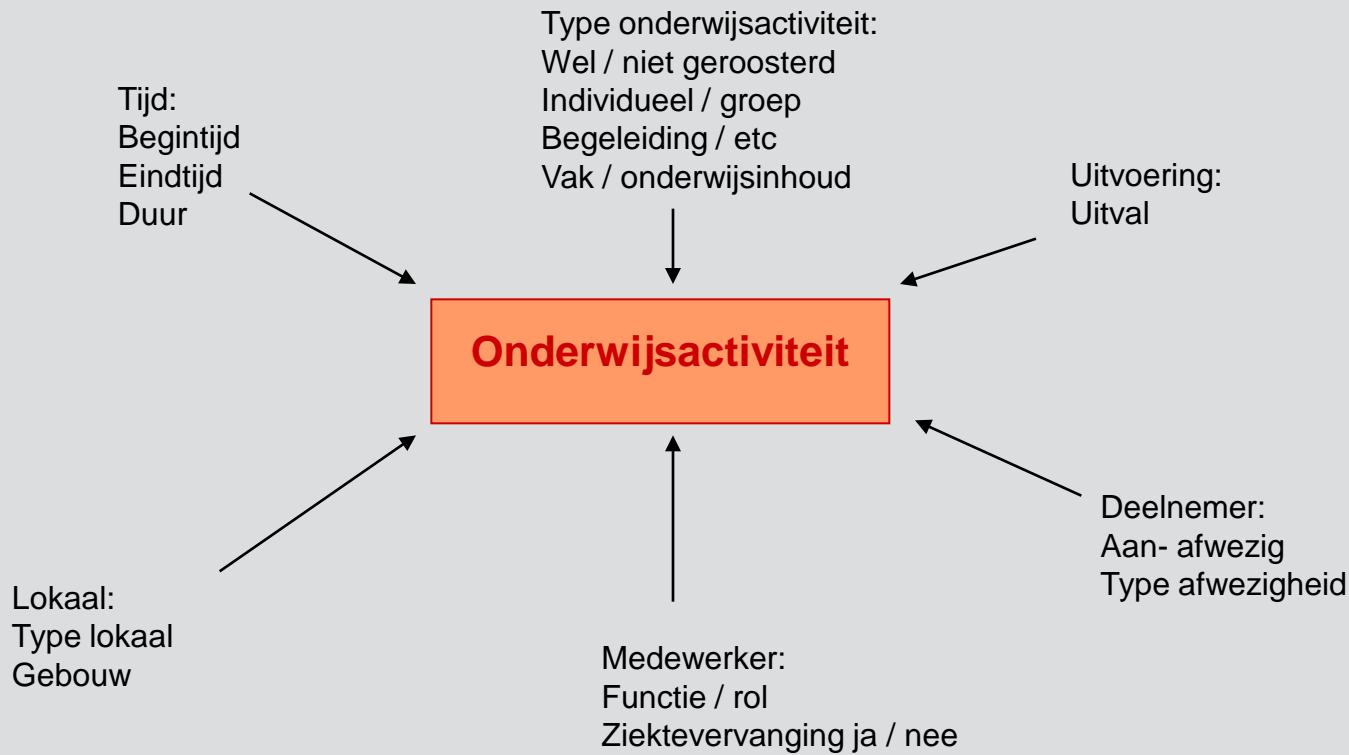 Type onderwijsactiviteit:
Wel / niet geroosterd
Individueel / groep
Begeleiding / etc
Vak / onderwijsinhoud
Tijd:
Begintijd
Eindtijd
Duur
Uitvoering:
Uitval
Onderwijsactiviteit
Deelnemer:
Aan- afwezig
Type afwezigheid
Lokaal:
Type lokaal
Gebouw
Medewerker:
Functie / rol
Ziektevervanging ja / nee